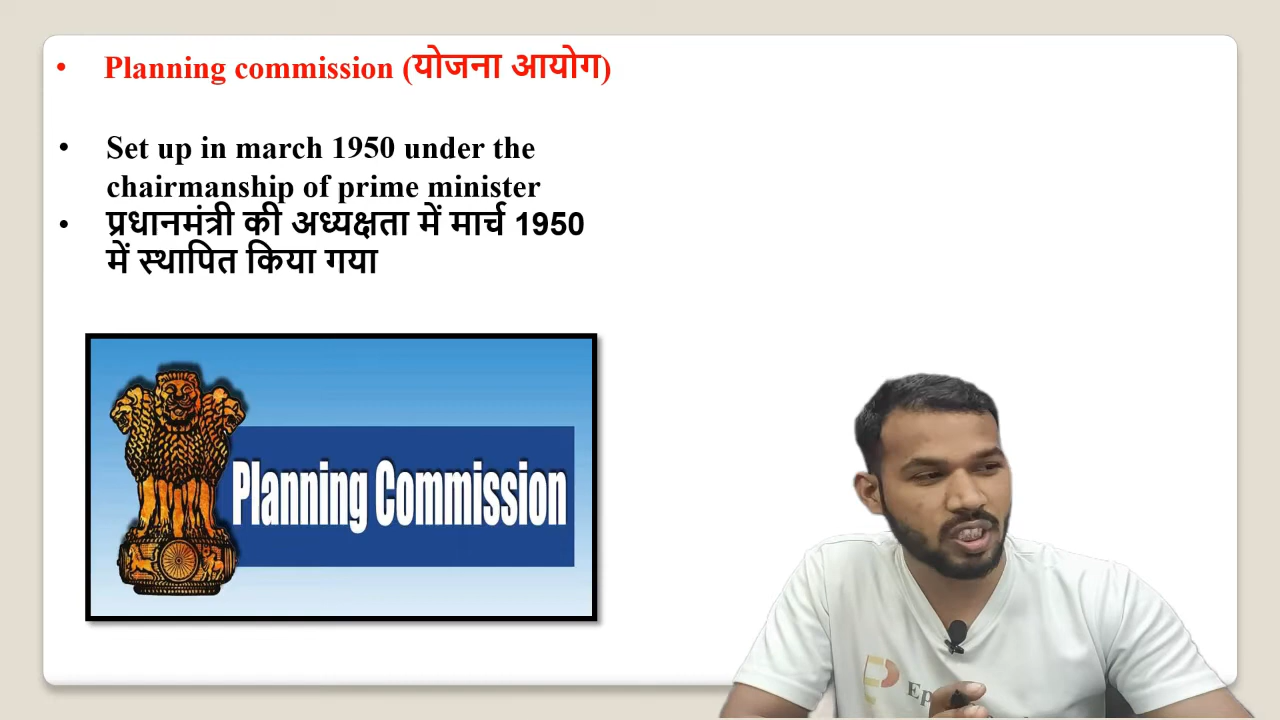 • Planning commission (योजना आयोग)
• Set up in march 1950 under the
chairmanship of prime minister
• प्रधानमंत्री की अध्यक्षता में मार्च 1950
में स्थापित किया गया
Planning Commission